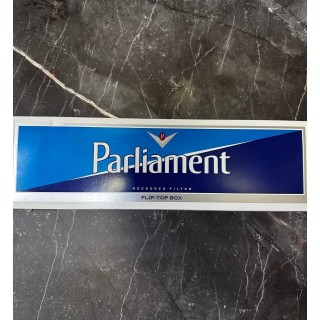 P
Parliament
RECESSED FILTER
FLIP-TOP BOX